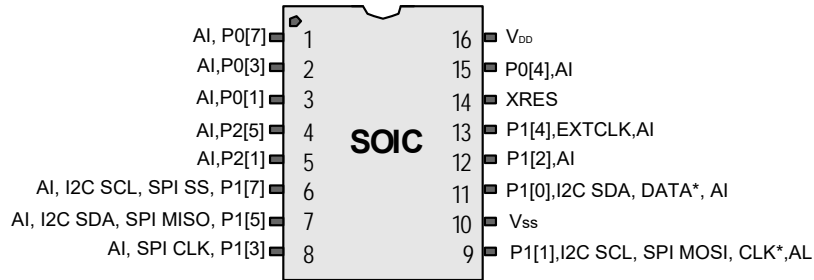 AI, P0[7] 1 16 VDD
AI,P0[3] 2 15 P0[4],AI
AI,P0[1] 3 14 XRES
AI,P2[5] 4 13 P1[4],EXTCLK,AI
SOIC
AI,P2[1] 5 12 P1[2],AI
AI, I2C SCL, SPI SS, P1[7] 6 11 P1[0],I2C SDA, DATA*, AI
AI, I2C SDA, SPI MISO, P1[5] 7 10 Vss
AI, SPI CLK, P1[3] 8 9 P1[1],I2C SCL, SPI MOSI, CLK*,AL